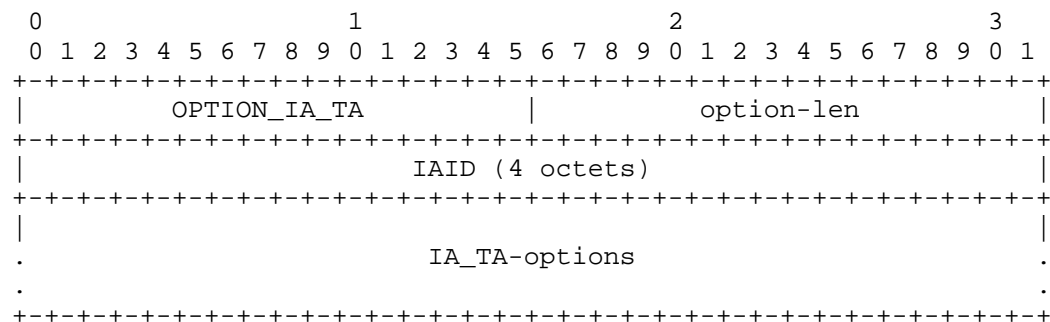 0                   1                   2                   3
 0 1 2 3 4 5 6 7 8 9 0 1 2 3 4 5 6 7 8 9 0 1 2 3 4 5 6 7 8 9 0 1
+-+-+-+-+-+-+-+-+-+-+-+-+-+-+-+-+-+-+-+-+-+-+-+-+-+-+-+-+-+-+-+-+
|         OPTION_IA_TA          |          option-len           |
+-+-+-+-+-+-+-+-+-+-+-+-+-+-+-+-+-+-+-+-+-+-+-+-+-+-+-+-+-+-+-+-+
|                        IAID (4 octets)                        |
+-+-+-+-+-+-+-+-+-+-+-+-+-+-+-+-+-+-+-+-+-+-+-+-+-+-+-+-+-+-+-+-+
|                                                               |
.                         IA_TA-options                         .
.                                                               .
+-+-+-+-+-+-+-+-+-+-+-+-+-+-+-+-+-+-+-+-+-+-+-+-+-+-+-+-+-+-+-+-+